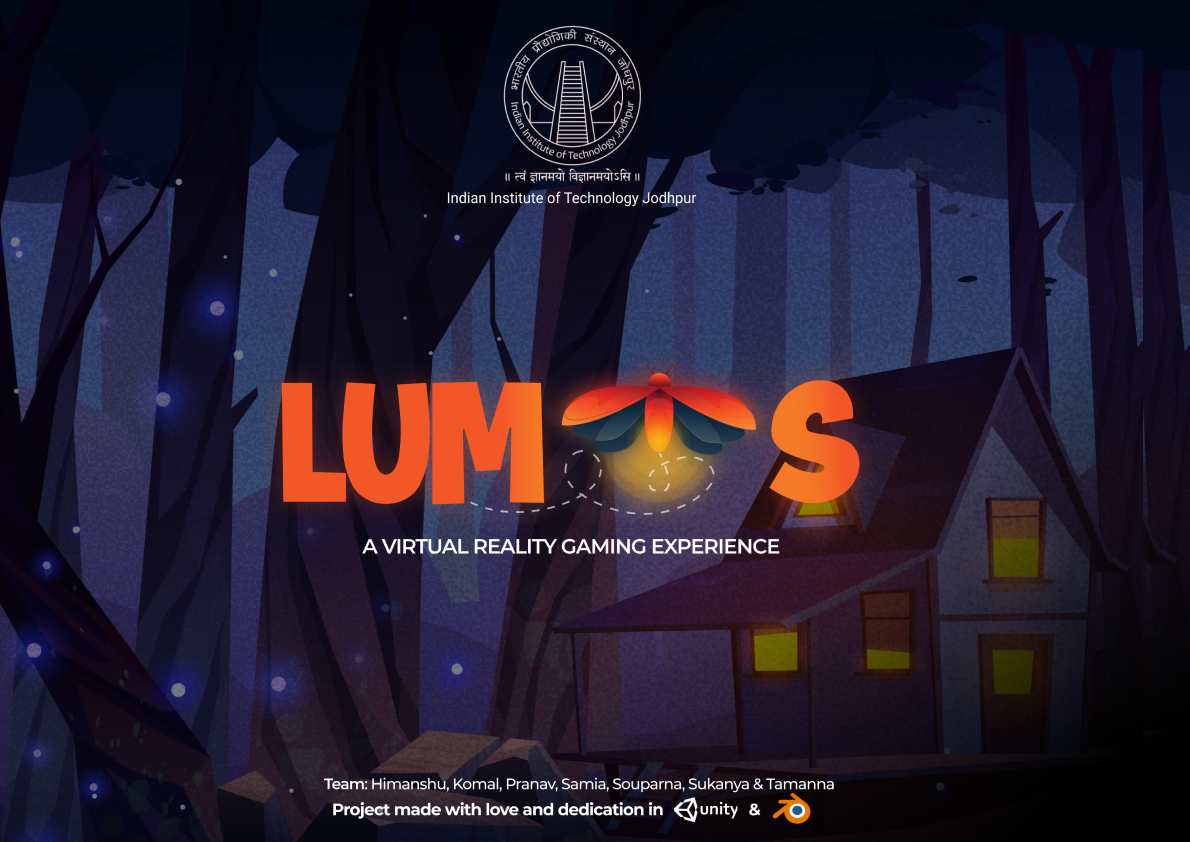 भारतीय प्रौद्योगिकी संस्थान जोधपुर
Indian Institute of Technology Jodhpur
॥ त्वं ज्ञानमयो विज्ञानमयोऽसि ॥
Indian Institute of Technology Jodhpur
LUM S
A VIRTUAL REALITY GAMING EXPERIENCE
Team: Himanshu, Komal, Pranav, Samia, Souparna, Sukanya & Tamanna
Project made with love and dedication in unity &